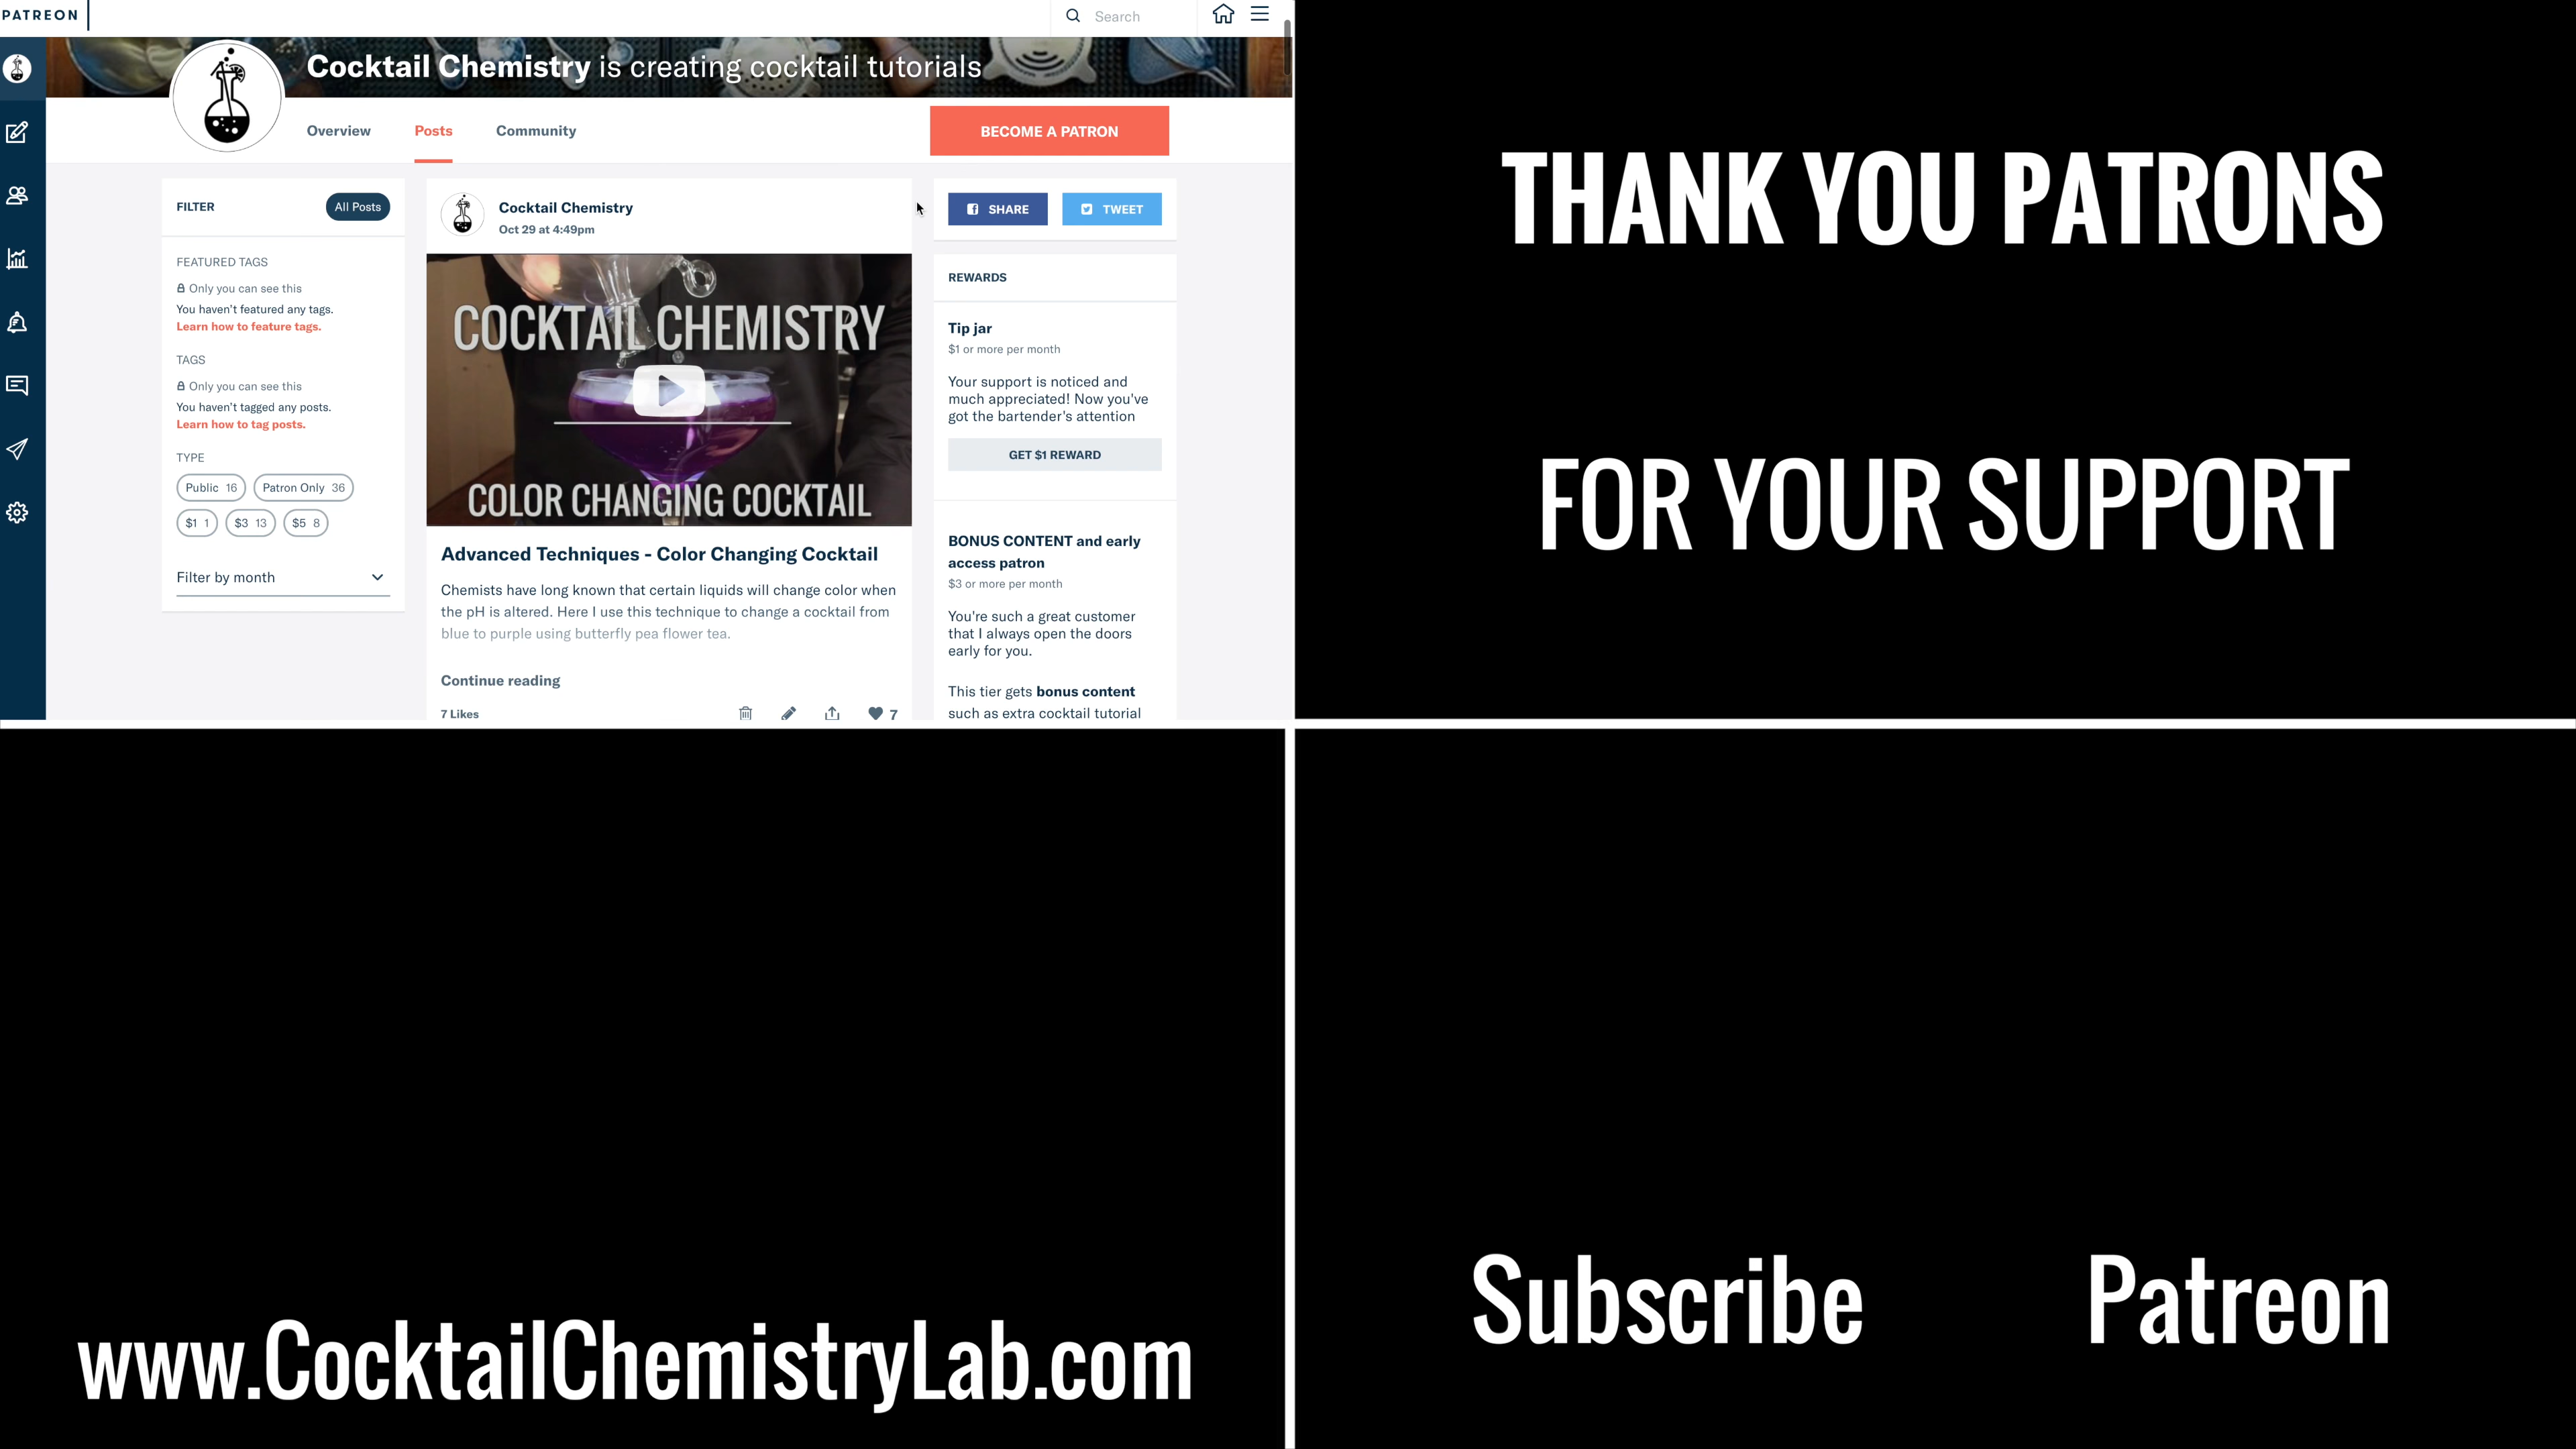 PATREON
Search
Cocktail Chemistry is creating cocktail tutorials
Overview
Posts
Community
BECOME A PATRON
FILTER
All Posts
FEATURED TAGS
Only you can see this
You haven't featured any tags.
Learn how to feature tags.
TAGS
Only you can see this
You haven't tagged any posts.
Learn how to tag posts.
TYPE
Public 16
Patron Only 36
$1 1
$3 13
$5 8
Filter by month
Cocktail Chemistry
Oct 29 at 4:49pm
COCKTAIL CHEMISTRY
COLOR CHANGING COCKTAIL
Advanced Techniques - Color Changing Cocktail
Chemists have long known that certain liquids will change color when
the pH is altered. Here I use this technique to change a cocktail from
blue to purple using butterfly pea flower tea.
Continue reading
7 Likes
7
SHARE
TWEET
REWARDS
Tip jar
$1 or more per month
Your support is noticed and
much appreciated! Now you've
got the bartender's attention
GET $1 REWARD
BONUS CONTENT and early
access patron
$3 or more per month
You're such a great customer
that I always open the doors
early for you.
This tier gets bonus content
such as extra cocktail tutorial
THANK YOU PATRONS
FOR YOUR SUPPORT
www.CocktailChemistryLab.com
Subscribe
Patreon